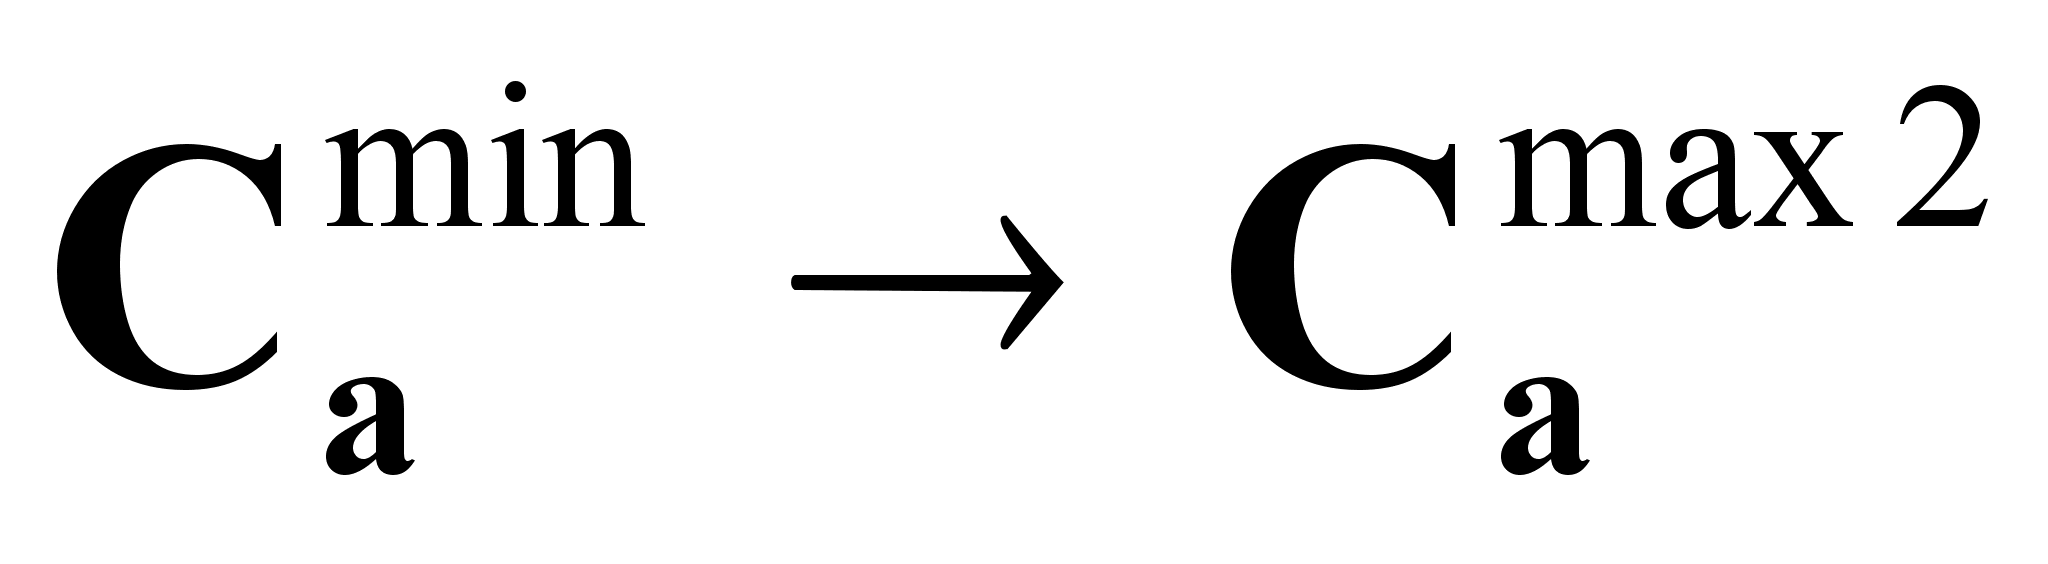 C_a^min → C_a^max 2